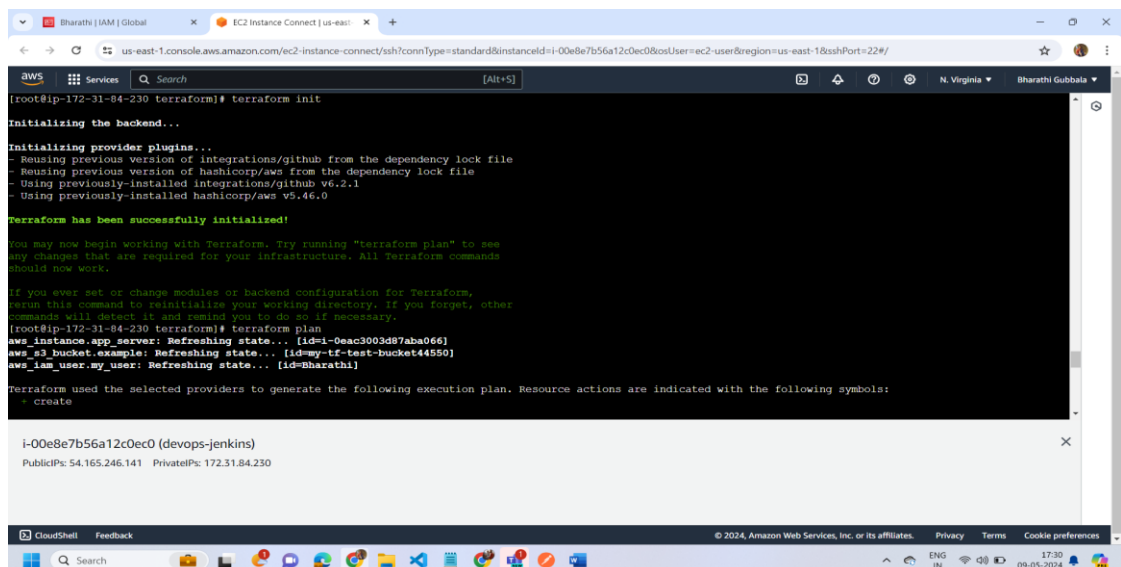 Bharathi | IAM | Global
EC2 Instance Connect | us-east-
us-east-1.console.aws.amazon.com/ec2-instance-connect/ssh?connType=standard&instanceId=i-00e8e7b56a12c0ec0&osUser=ec2-user&region=us-east-1&sshPort=22#/
aws Services Search [Alt+S] N. Virginia Bharathi Gubbala
[root@ip-172-31-84-230 terraform]# terraform init
Initializing the backend...
Initializing provider plugins...
- Reusing previous version of integrations/github from the dependency lock file
- Reusing previous version of hashicorp/aws from the dependency lock file
- Using previously-installed integrations/github v6.2.1
- Using previously-installed hashicorp/aws v5.46.0
Terraform has been successfully initialized!
You may now begin working with Terraform. Try running "terraform plan" to see
any changes that are required for your infrastructure. All Terraform commands
should now work.
If you ever set or change modules or backend configuration for Terraform,
rerun this command to reinitialize your working directory. If you forget, other
commands will detect it and remind you to do so if necessary.
[root@ip-172-31-84-230 terraform]# terraform plan
aws_instance.app_server: Refreshing state... [id=i-0eac3003d87aba066]
aws_s3_bucket.example: Refreshing state... [id=my-tf-test-bucket44550]
aws_iam_user.my_user: Refreshing state... [id=Bharathi]
Terraform used the selected providers to generate the following execution plan. Resource actions are indicated with the following symbols:
+ create
i-00e8e7b56a12c0ec0 (devops-jenkins)
PublicIPs: 54.165.246.141 PrivateIPs: 172.31.84.230
CloudShell Feedback © 2024, Amazon Web Services, Inc. or its affiliates. Privacy Terms Cookie preferences
Search ENG 17:30
IN 09-05-2024